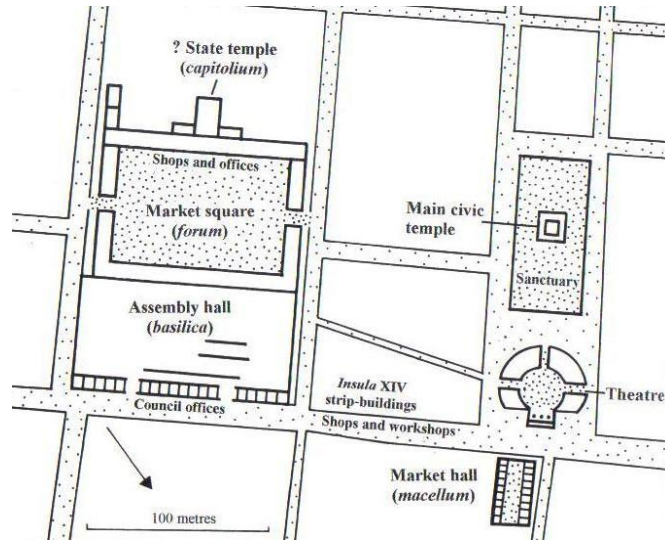 ? State temple
(capitolium)
Shops and offices
Market square
(forum)
Main civic
temple
Sanctuary
Assembly hall
(basilica)
Insula XIV
strip-buildings
Theatre
Council offices
Shops and workshops
Market hall
(macellum)
100 metres